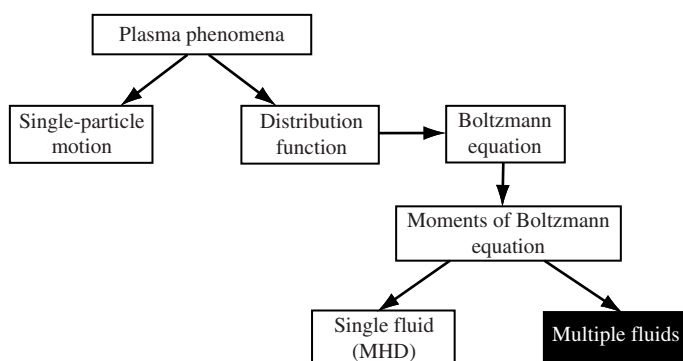 Plasma phenomena
Single-particle
motion
Distribution
function
Boltzmann
equation
Moments of Boltzmann
equation
Single fluid
(MHD)
Multiple fluids